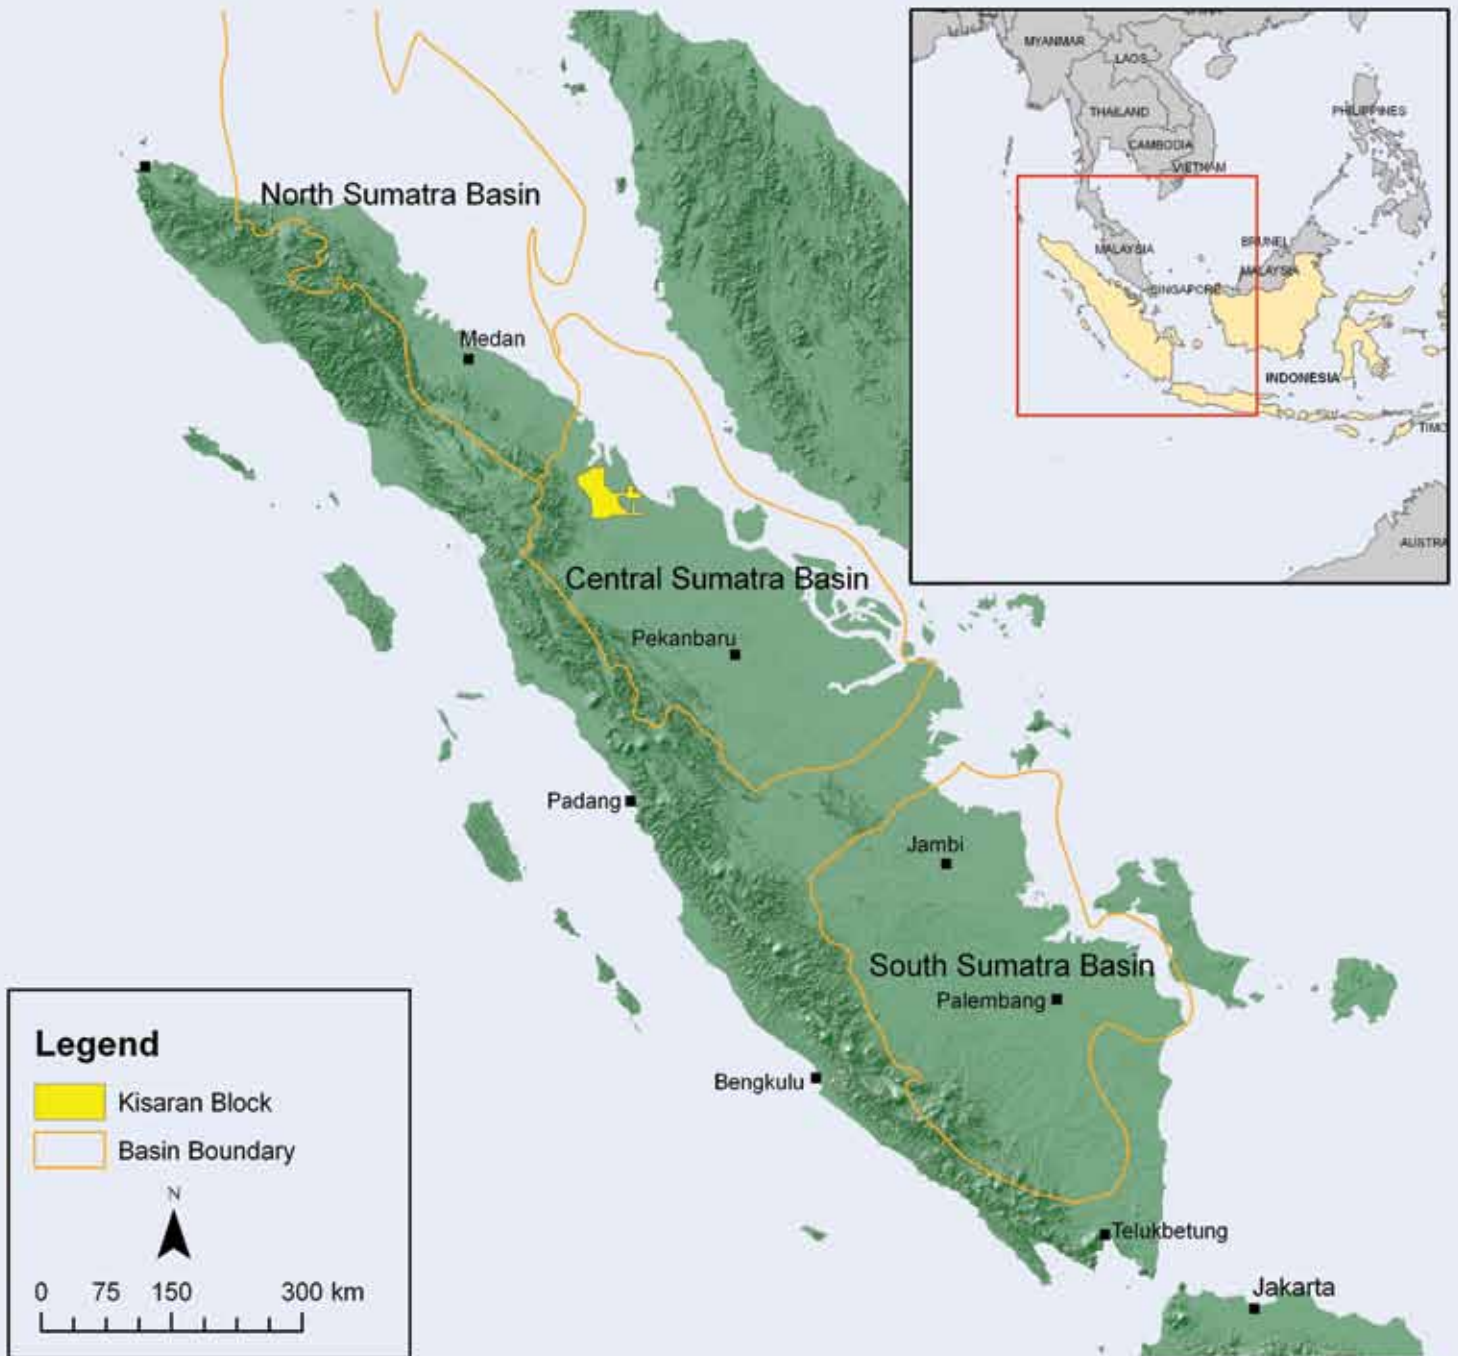 North Sumatra Basin
Medan
Central Sumatra Basin
Pekanbaru
Padang
Jambi
South Sumatra Basin
Palembang
Bengkulu
Telukbetung
Jakarta
MYANMAR
LAOS
THAILAND
PHILIPPINES
CAMBODIA
VIETNAM
MALAYSIA
BRUNEI
MALAYSIA
SINGAPORE
INDONESIA
TIMO
AUSTRA
Legend
Kisaran Block
Basin Boundary
N
0 75 150 300 km